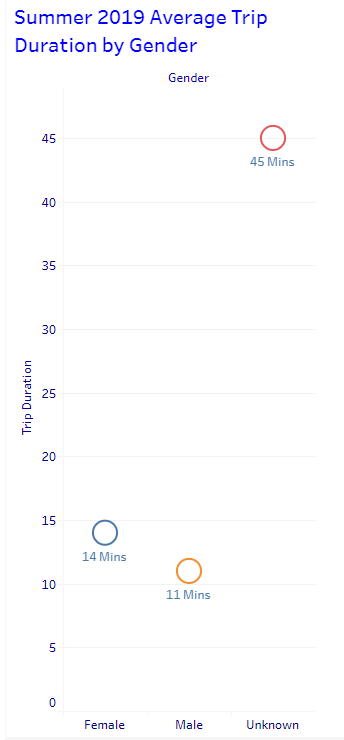 Summer 2019 Average Trip
Duration by Gender
Gender
45
45 Mins
40
35
30
25
Trip Duration
20
15
14 Mins
11 Mins
10
5
0
Female Male Unknown